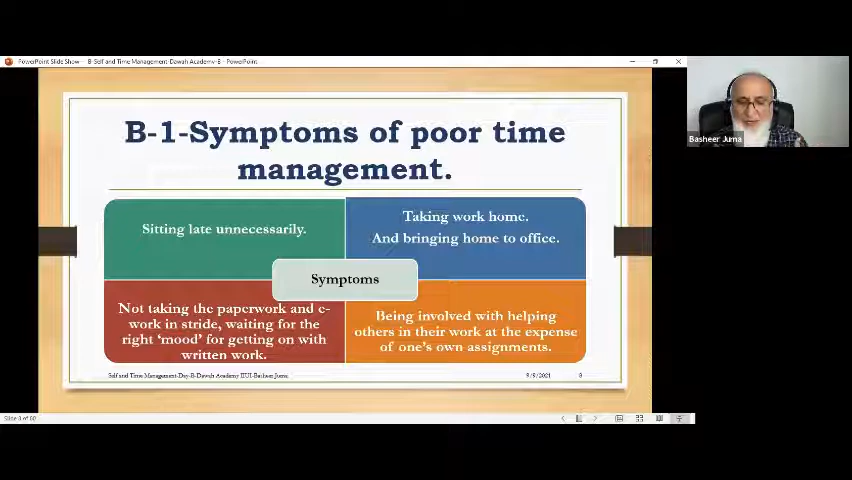 PowerPoint Slide Show - B-Self and Time Management-Dawah Academy-B - PowerPoint
B-1-Symptoms of poor time
management.
Sitting late unnecessarily.
Taking work home.
And bringing home to office.
Symptoms
Not taking the paperwork and e-
work in stride, waiting for the
right ‘mood’ for getting on with
written work.
Being involved with helping
others in their work at the expense
of one’s own assignments.
Self and Time Management-Day-B-Dawah Academy IIUI-Basheer Juma
9/9/2021
Slide 8 of 60
Basheer Juma